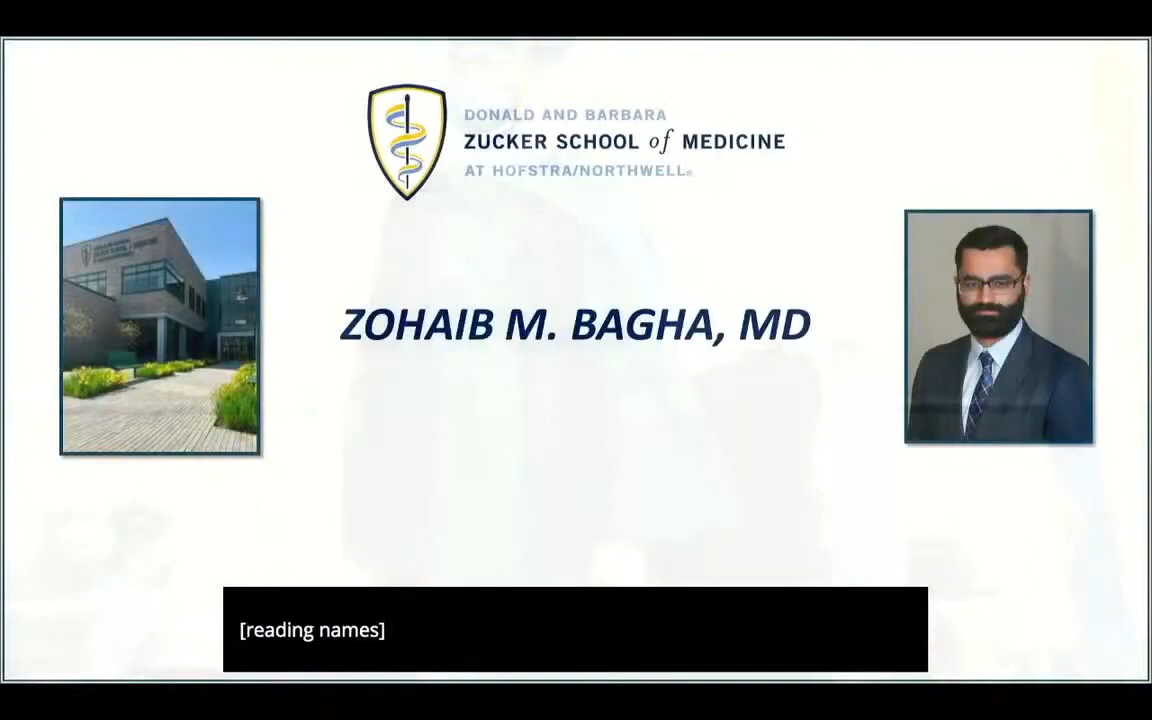 DONALD AND BARBARA
ZUCKER SCHOOL of MEDICINE
AT HOFSTRA/NORTHWELL
ZOHAIB M. BAGHA, MD
[reading names]